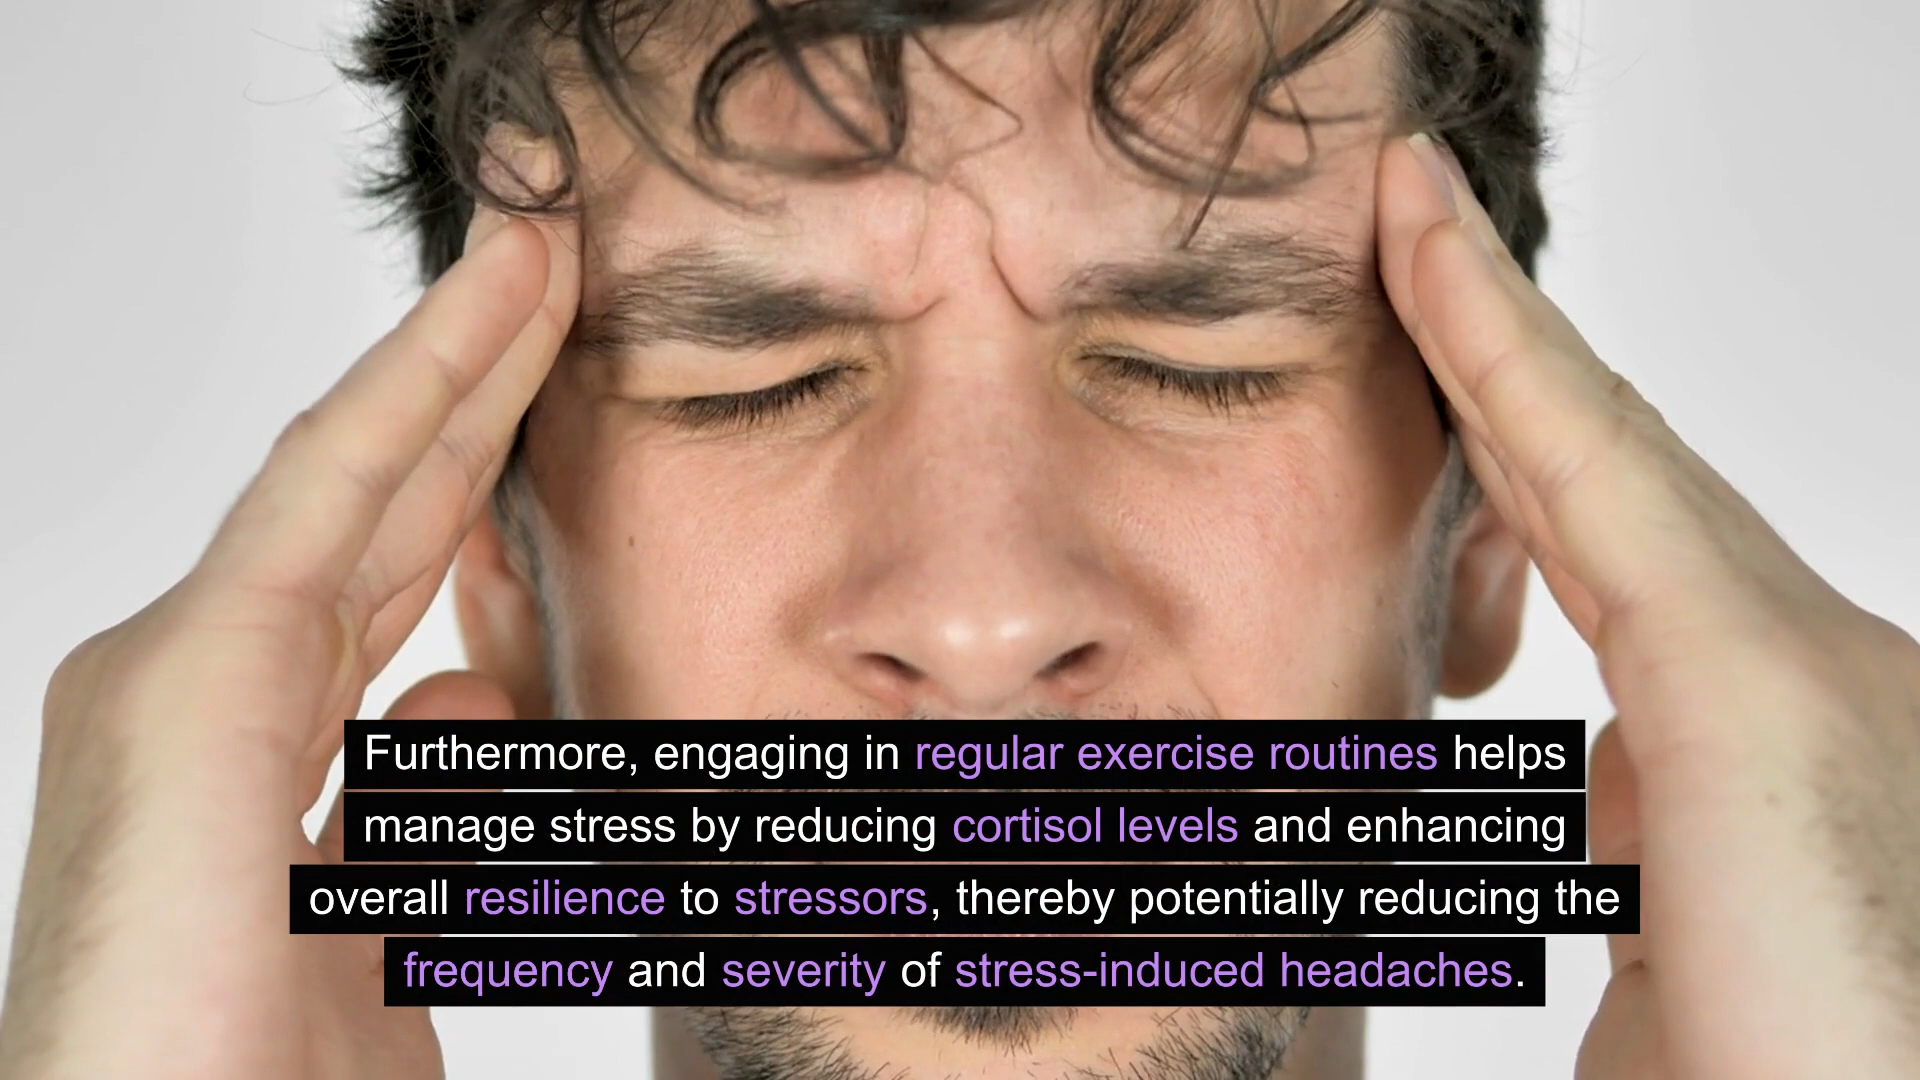 Furthermore, engaging in regular exercise routines helps
manage stress by reducing cortisol levels and enhancing
overall resilience to stressors, thereby potentially reducing the
frequency and severity of stress-induced headaches.